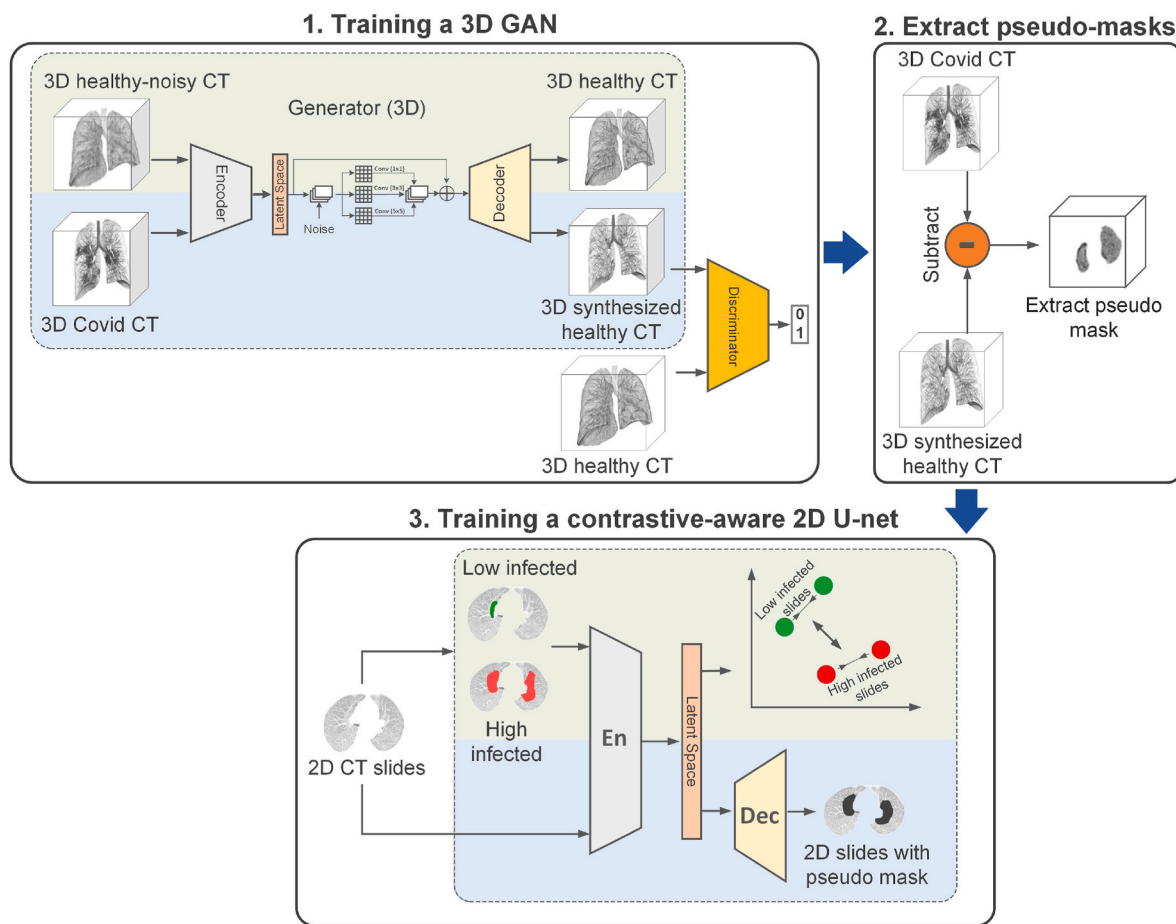 1. Training a 3D GAN
3D healthy-noisy CT
Generator (3D)
3D healthy CT
Encoder
Latent Space
Conv (1x1)
Conv (3x3)
Conv (5x5)
Noise
Decoder
3D Covid CT
3D synthesized
healthy CT
Discriminator
0
1
3D healthy CT
2. Extract pseudo-masks
3D Covid CT
Subtract
Extract pseudo
mask
3D synthesized
healthy CT
3. Training a contrastive-aware 2D U-net
Low infected
High
infected
2D CT slides
En
Latent Space
Low infected
slides
High infected
slides
Dec
2D slides with
pseudo mask